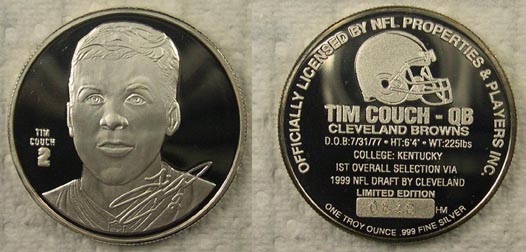 TIM
COUCH
2
OFFICIALLY LICENSED BY NFL PROPERTIES & PLAYERS INC.
TIM COUCH - QB
CLEVELAND BROWNS
D.O.B:7/31/77 • HT:6'4" • WT:225lbs
COLLEGE: KENTUCKY
1ST OVERALL SELECTION VIA
1999 NFL DRAFT BY CLEVELAND
LIMITED EDITION
HM
ONE TROY OUNCE .999 FINE SILVER